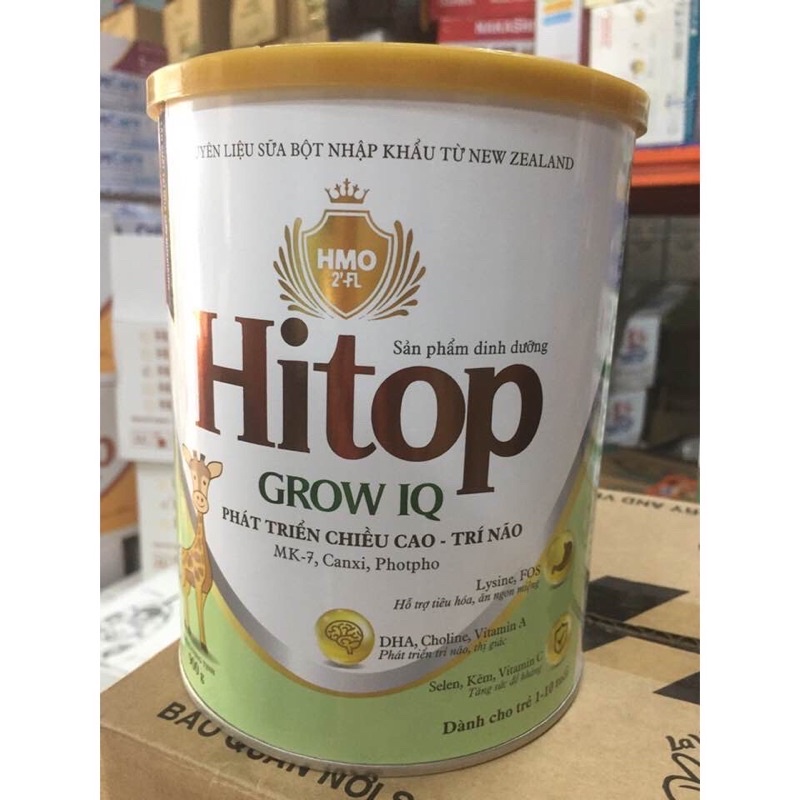 LIỆU SỮA BỘT NHẬP KHẨU TỪ NEW ZEALAND
HMO
2'-FL
Sản phẩm dinh dưỡng
Hitop
GROW IQ
PHÁT TRIỂN CHIỀU CAO - TRÍ NÃO
MK-7, Canxi, Photpho
Lysine, FOS
Hỗ trợ tiêu hóa, ăn ngon miệng
DHA, Choline, Vitamin A
Phát triển trí não, thị giác
Selen, Kẽm, Vitamin C
Tăng sức đề kháng
900 g
Dành cho trẻ 1-10 tuổi
BẢO QUẢN NƠI